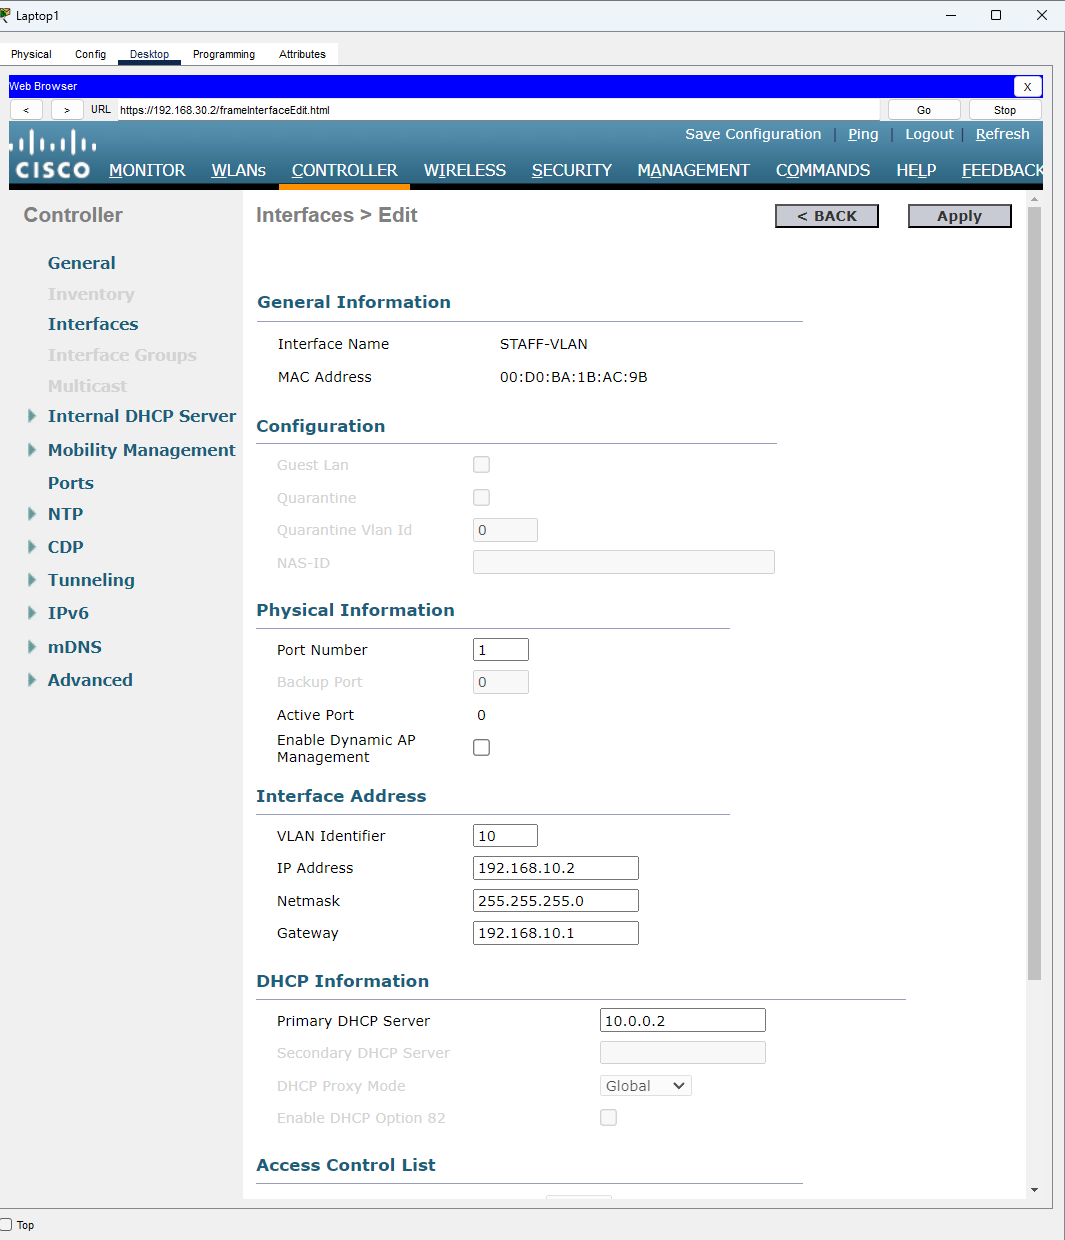 Laptop1
Physical Config Desktop Programming Attributes
Web Browser X
< > URL https://192.168.30.2/frameInterfaceEdit.html Go Stop
Save Configuration | Ping | Logout | Refresh
CISCO MONITOR WLANs CONTROLLER WIRELESS SECURITY MANAGEMENT COMMANDS HELP FEEDBACK
Controller
General
Inventory
Interfaces
Interface Groups
Multicast
Internal DHCP Server
Mobility Management
Ports
NTP
CDP
Tunneling
IPv6
mDNS
Advanced
Interfaces > Edit < BACK Apply
General Information
Interface Name STAFF-VLAN
MAC Address 00:D0:BA:1B:AC:9B
Configuration
Guest Lan
Quarantine
Quarantine Vlan Id 0
NAS-ID
Physical Information
Port Number 1
Backup Port 0
Active Port 0
Enable Dynamic AP
Management
Interface Address
VLAN Identifier 10
IP Address 192.168.10.2
Netmask 255.255.255.0
Gateway 192.168.10.1
DHCP Information
Primary DHCP Server 10.0.0.2
Secondary DHCP Server
DHCP Proxy Mode Global
Enable DHCP Option 82
Access Control List
Top